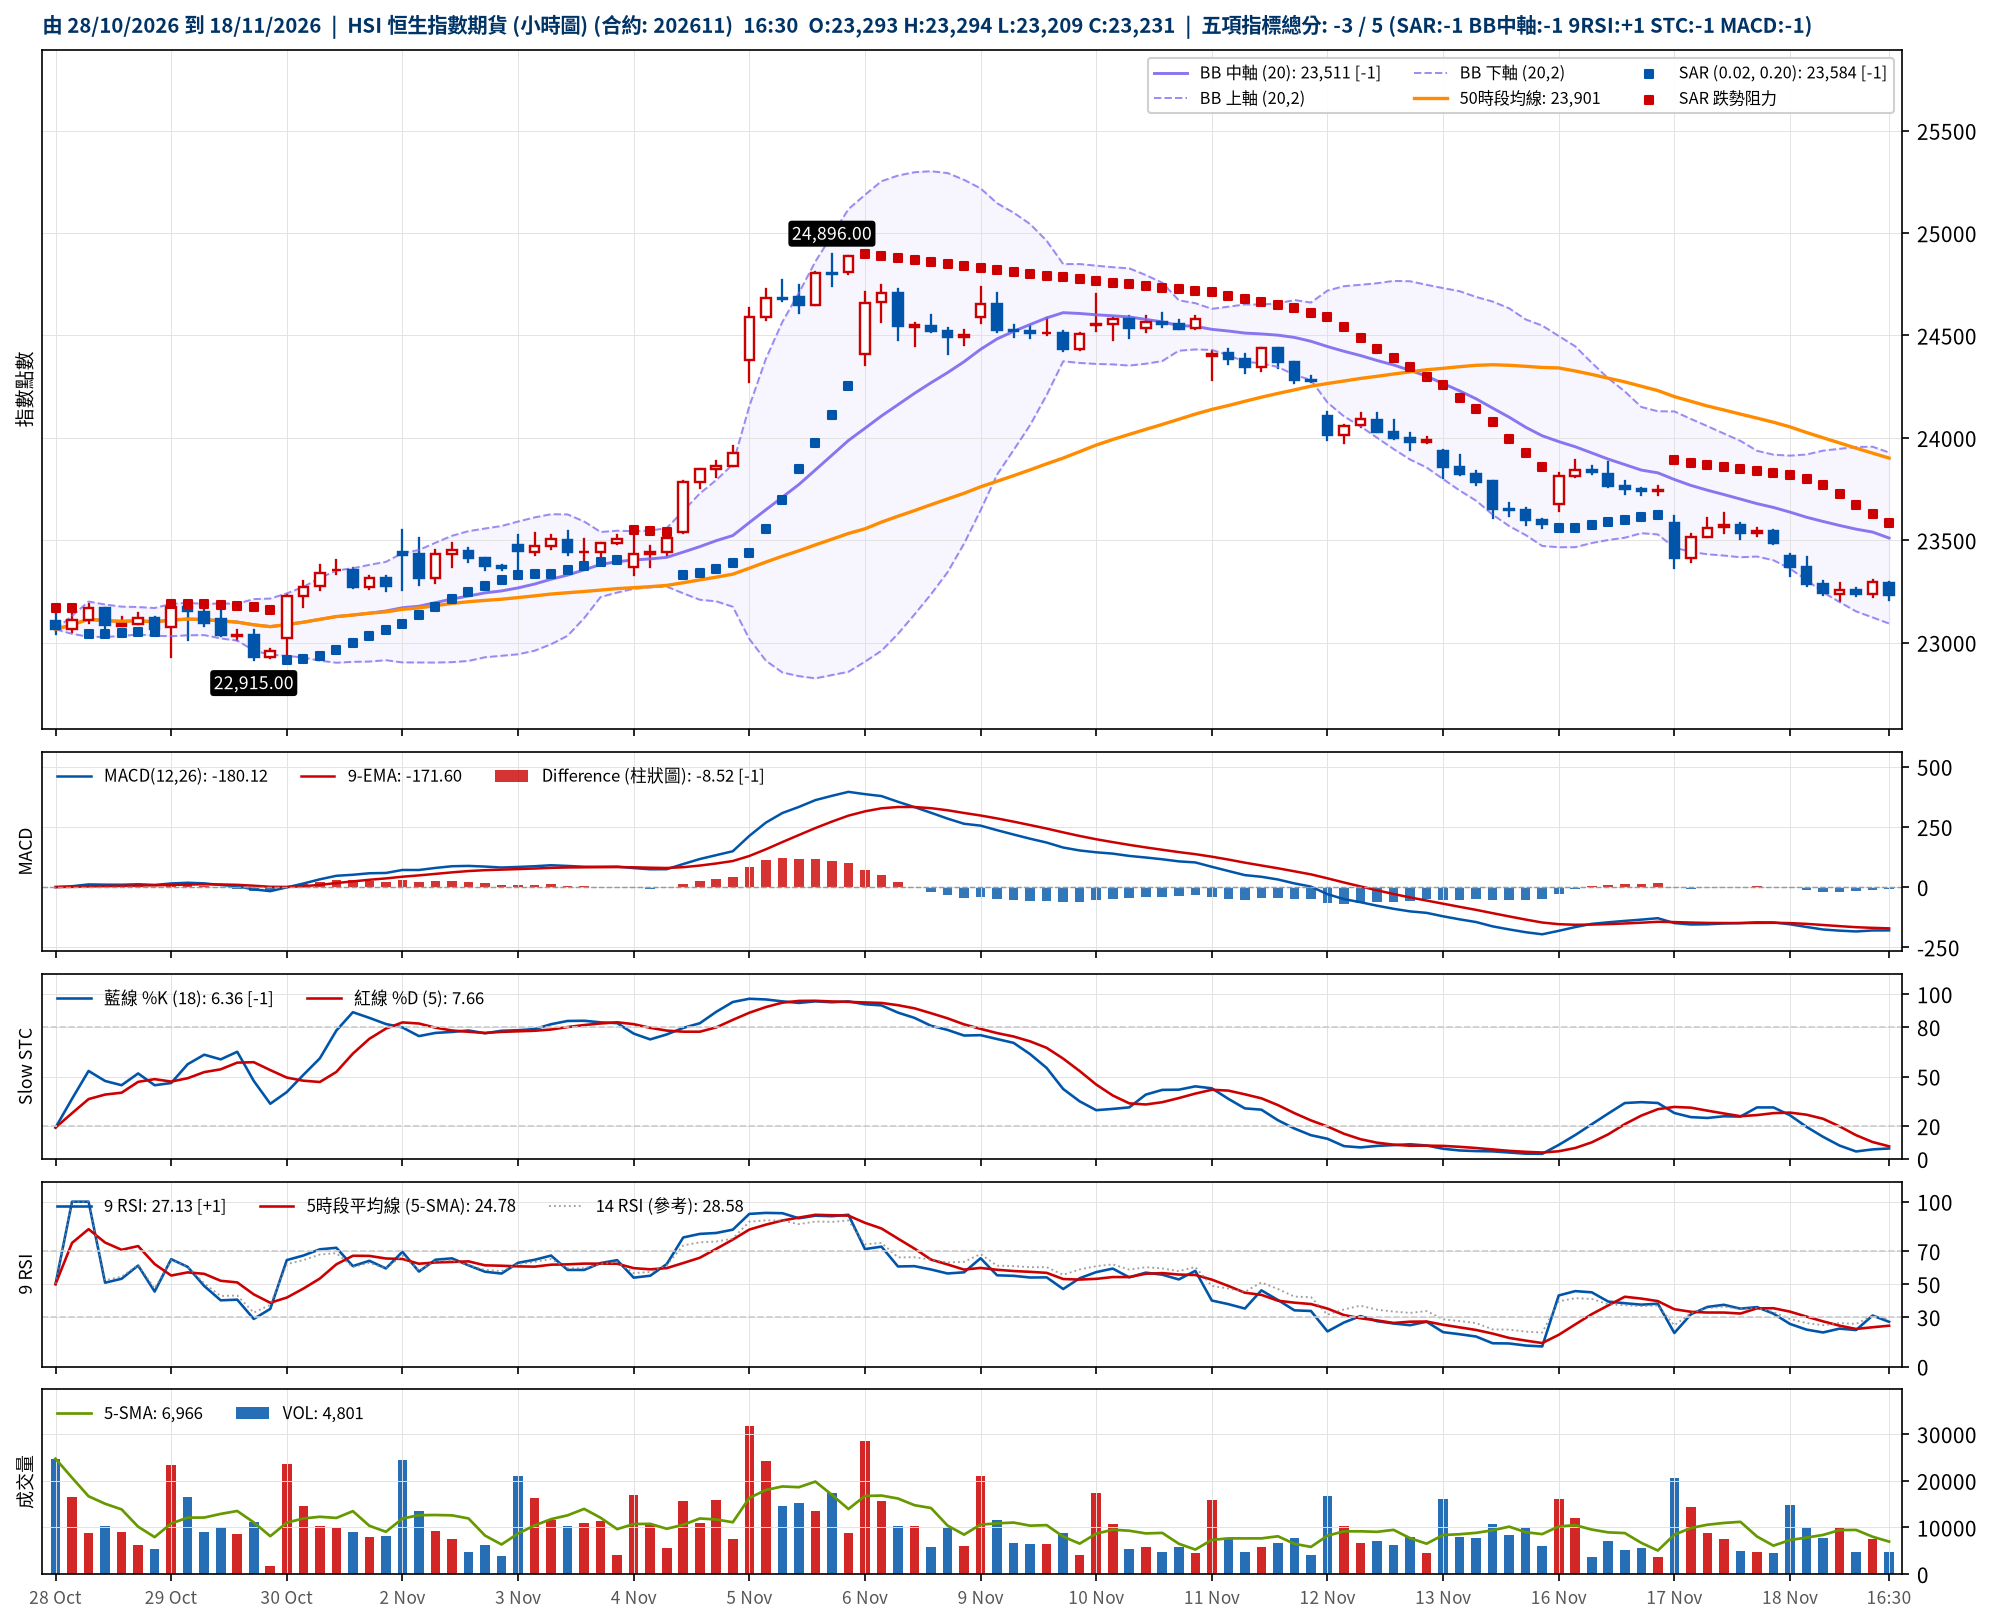 由 28/10/2026 到 18/11/2026 | HSI 恒生指數期貨 (小時圖) (合約: 202611) 16:30 O:23,293 H:23,294 L:23,209 C:23,231 | 五項指標總分: -3 / 5 (SAR:-1 BB中軸:-1 9RSI:+1 STC:-1 MACD:-1)
BB 中軸 (20): 23,511 [-1]
BB 上軸 (20,2)
BB 下軸 (20,2)
50時段均線: 23,901
SAR (0.02, 0.20): 23,584 [-1]
SAR 跌勢阻力
24,896.00
22,915.00
指數點數
25500
25000
24500
24000
23500
23000
MACD(12,26): -180.12
9-EMA: -171.60
Difference (柱狀圖): -8.52 [-1]
MACD
500
250
0
-250
藍線 %K (18): 6.36 [-1]
紅線 %D (5): 7.66
Slow STC
100
80
50
20
0
9 RSI: 27.13 [+1]
5時段平均線 (5-SMA): 24.78
14 RSI (參考): 28.58
9 RSI
100
70
50
30
0
5-SMA: 6,966
VOL: 4,801
成交量
30000
20000
10000
0
28 Oct
29 Oct
30 Oct
2 Nov
3 Nov
4 Nov
5 Nov
6 Nov
9 Nov
10 Nov
11 Nov
12 Nov
13 Nov
16 Nov
17 Nov
18 Nov
16:30